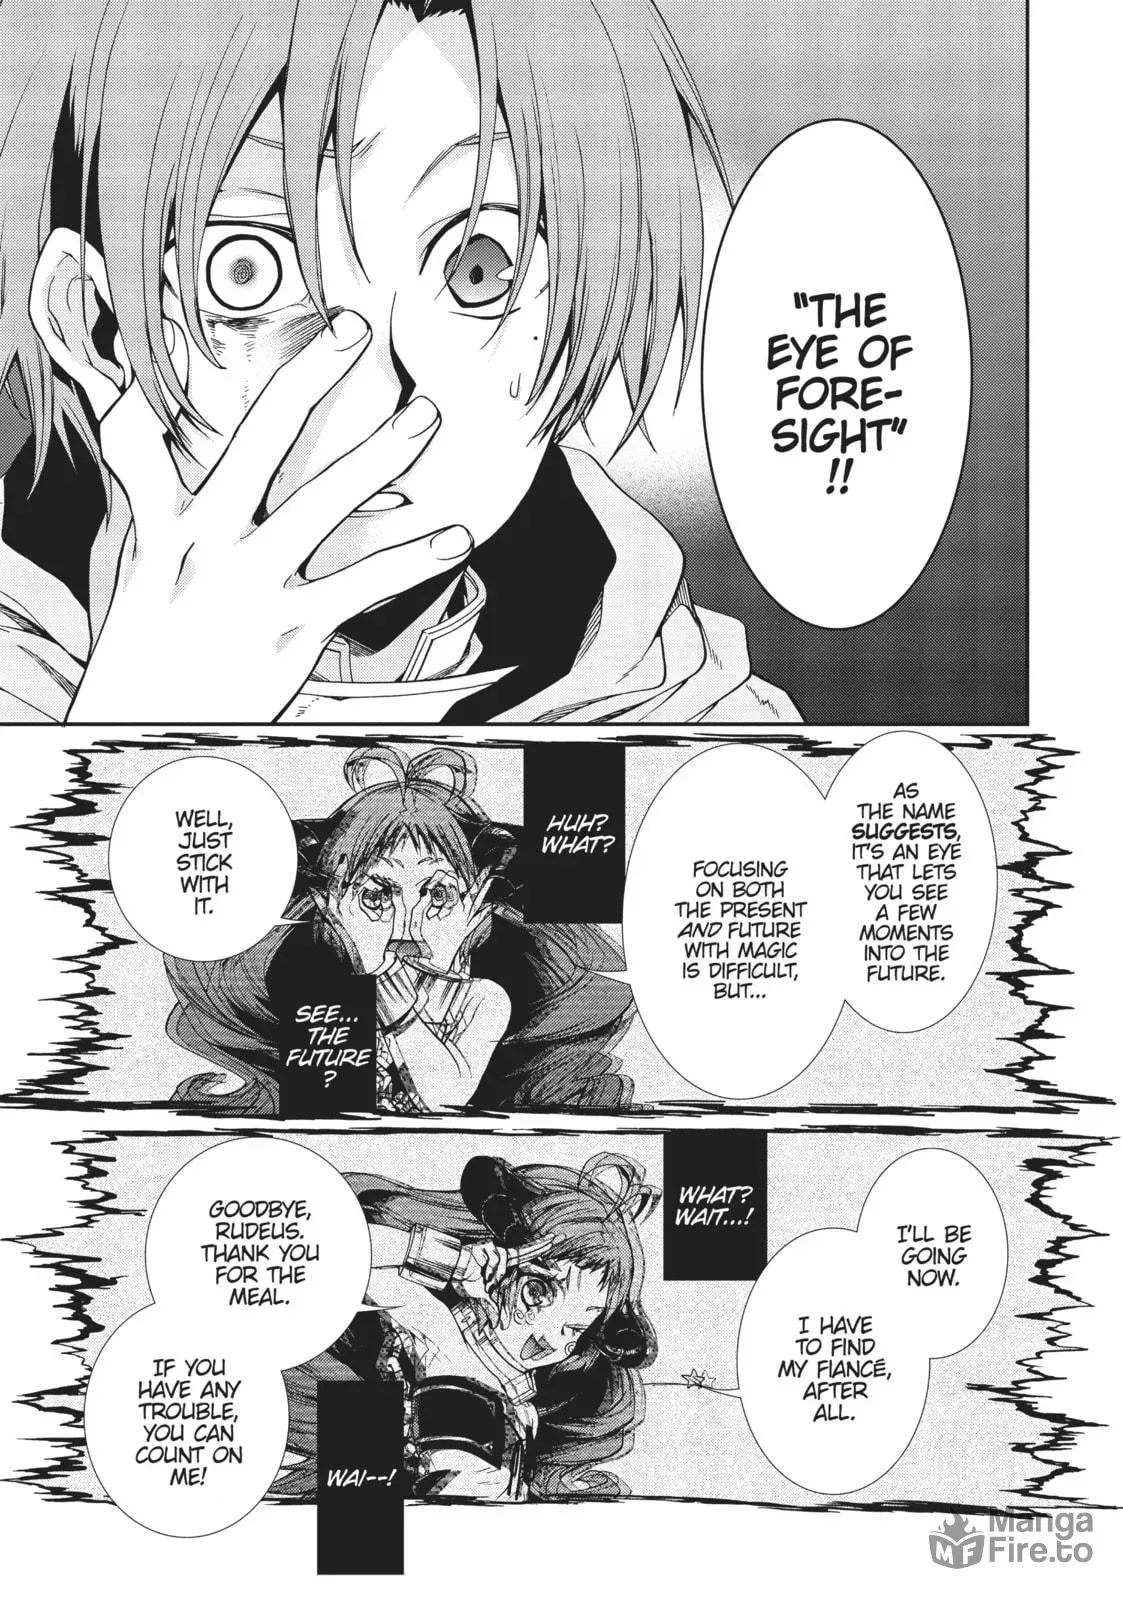 "THE
EYE OF
FORE-
SIGHT"
!!
AS
THE NAME
SUGGESTS,
IT'S AN EYE
THAT LETS
YOU SEE
A FEW
MOMENTS
INTO THE
FUTURE.
FOCUSING
ON BOTH
THE PRESENT
AND FUTURE
WITH MAGIC
IS DIFFICULT,
BUT...
HUH?
WHAT?
WELL,
JUST
STICK
WITH
IT.
SEE...
THE
FUTURE
?
I'LL BE
GOING
NOW.
I HAVE
TO FIND
MY FIANCÉ,
AFTER
ALL.
WHAT?
WAIT...!
GOODBYE,
RUDEUS.
THANK YOU
FOR THE
MEAL.
IF YOU
HAVE ANY
TROUBLE,
YOU CAN
COUNT ON
ME!
WAI--!
MF
Manga
Fire.to